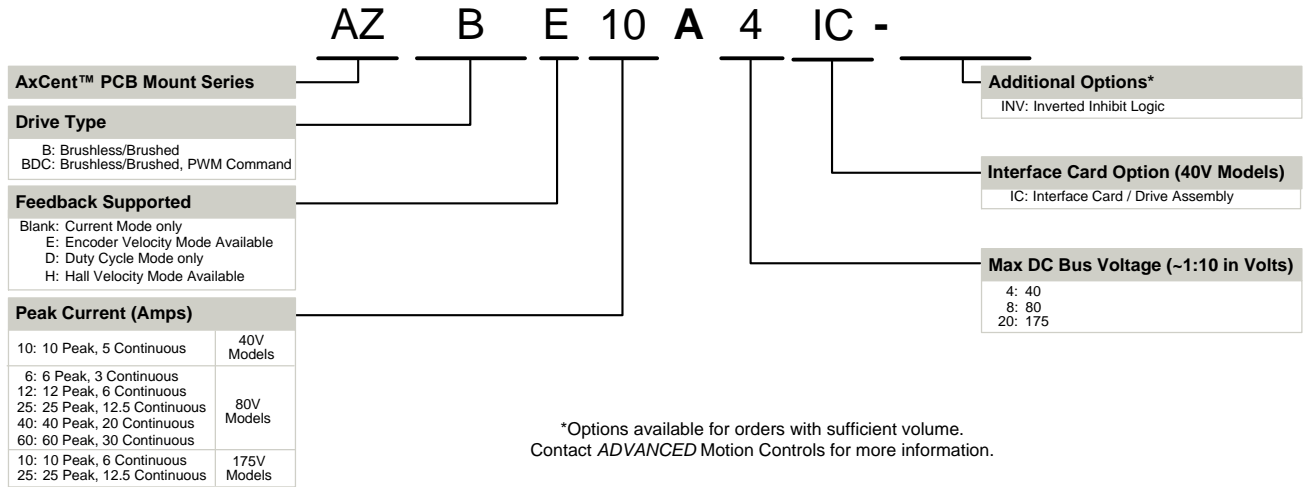 AZ B E 10 A 4 IC -
AxCent™ PCB Mount Series
Drive Type
B: Brushless/Brushed
BDC: Brushless/Brushed, PWM Command
Feedback Supported
Blank: Current Mode only
E: Encoder Velocity Mode Available
D: Duty Cycle Mode only
H: Hall Velocity Mode Available
Peak Current (Amps)
10: 10 Peak, 5 Continuous
40V
Models
6: 6 Peak, 3 Continuous
12: 12 Peak, 6 Continuous
25: 25 Peak, 12.5 Continuous
40: 40 Peak, 20 Continuous
60: 60 Peak, 30 Continuous
80V
Models
10: 10 Peak, 6 Continuous
25: 25 Peak, 12.5 Continuous
175V
Models
Additional Options*
INV: Inverted Inhibit Logic
Interface Card Option (40V Models)
IC: Interface Card / Drive Assembly
Max DC Bus Voltage (~1:10 in Volts)
4: 40
8: 80
20: 175
*Options available for orders with sufficient volume.
Contact ADVANCED Motion Controls for more information.